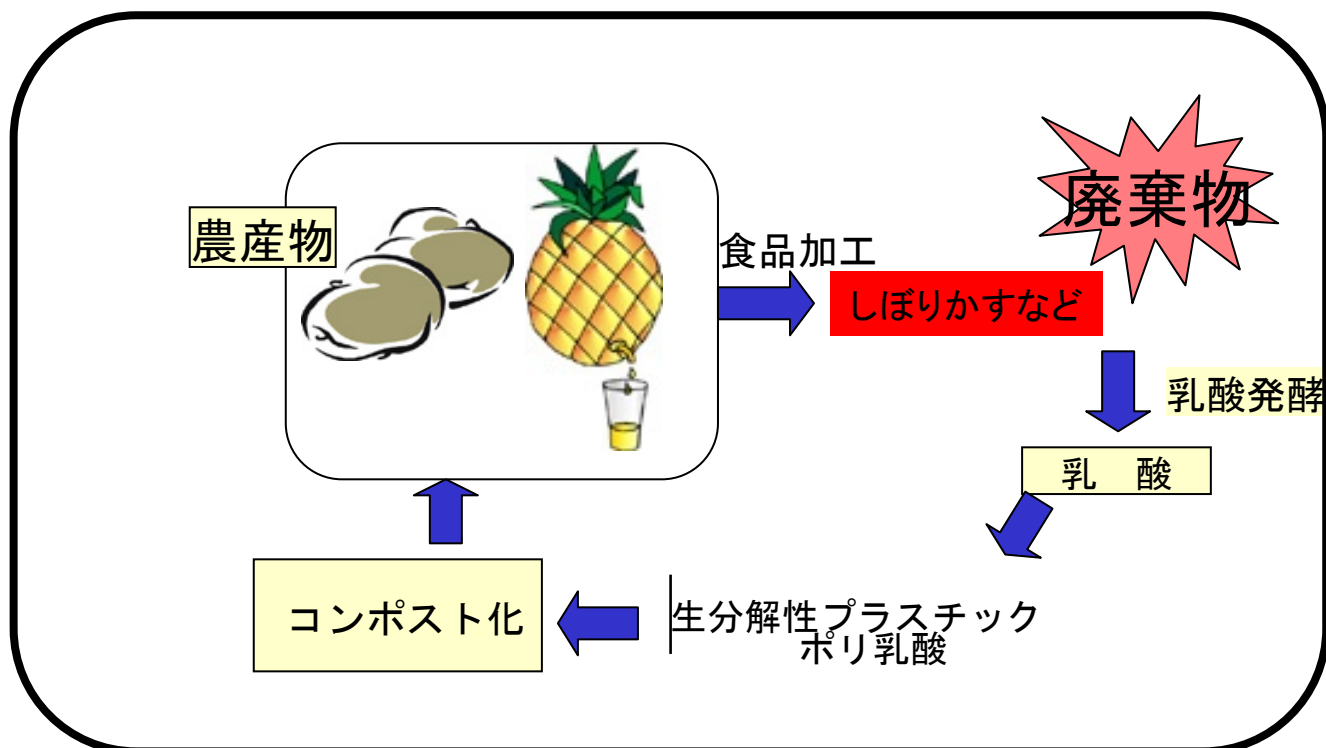 廃棄物
農産物
食品加工
しぼりかすなど
乳酸発酵
乳　酸
生分解性プラスチック
ポリ乳酸
コンポスト化